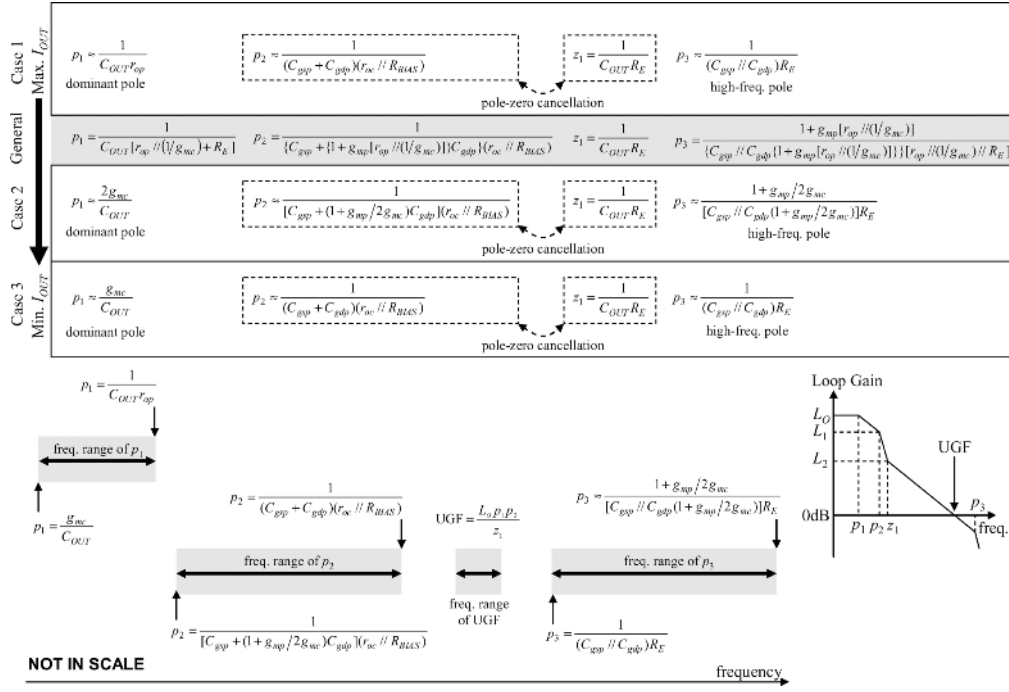 Case 1
Max. I_OUT
p₁ ≈ 1 / (C_OUT r_op)
dominant pole
p₂ ≈ 1 / ((C_gsp + C_gdp)(r_oc // R_BIAS))
z₁ = 1 / (C_OUT R_E)
p₃ ≈ 1 / ((C_gsp // C_gdp)R_E)
high-freq. pole
pole-zero cancellation
General
p₁ = 1 / (C_OUT[r_op //(1/g_mc) + R_E])
p₂ = 1 / ({C_gsp + {1 + g_mp[r_op //(1/g_mc)]}C_gdp}(r_oc // R_BIAS))
z₁ = 1 / (C_OUT R_E)
p₃ = (1 + g_mp[r_op //(1/g_mc)]) / ({C_gsp // C_gdp{1 + g_mp[r_op //(1/g_mc)]}}[r_op //(1/g_mc) // R_E])
Case 2
p₁ ≈ 2g_mc / C_OUT
dominant pole
p₂ ≈ 1 / ([C_gsp + (1 + g_mp/2g_mc)C_gdp](r_oc // R_BIAS))
z₁ = 1 / (C_OUT R_E)
p₃ ≈ (1 + g_mp/2g_mc) / ([C_gsp // C_gdp(1 + g_mp/2g_mc)]R_E)
high-freq. pole
pole-zero cancellation
Case 3
Min. I_OUT
p₁ ≈ g_mc / C_OUT
dominant pole
p₂ ≈ 1 / ((C_gsp + C_gdp)(r_oc // R_BIAS))
z₁ = 1 / (C_OUT R_E)
p₃ ≈ 1 / ((C_gsp // C_gdp)R_E)
high-freq. pole
pole-zero cancellation
p₁ = 1 / (C_OUT r_op)
freq. range of p₁
p₁ = g_mc / C_OUT
p₂ = 1 / ((C_gsp + C_gdp)(r_oc // R_BIAS))
freq. range of p₂
p₂ = 1 / ([C_gsp + (1 + g_mp/2g_mc)C_gdp](r_oc // R_BIAS))
UGF = L_o p₁ p₂ / z₁
freq. range
of UGF
p₃ ≈ (1 + g_mp/2g_mc) / ([C_gsp // C_gdp(1 + g_mp/2g_mc)]R_E)
freq. range of p₃
p₃ = 1 / ((C_gsp // C_gdp)R_E)
Loop Gain
L_O
L₁
L₂
0dB
UGF
p₁ p₂ z₁
p₃
freq.
NOT IN SCALE
frequency